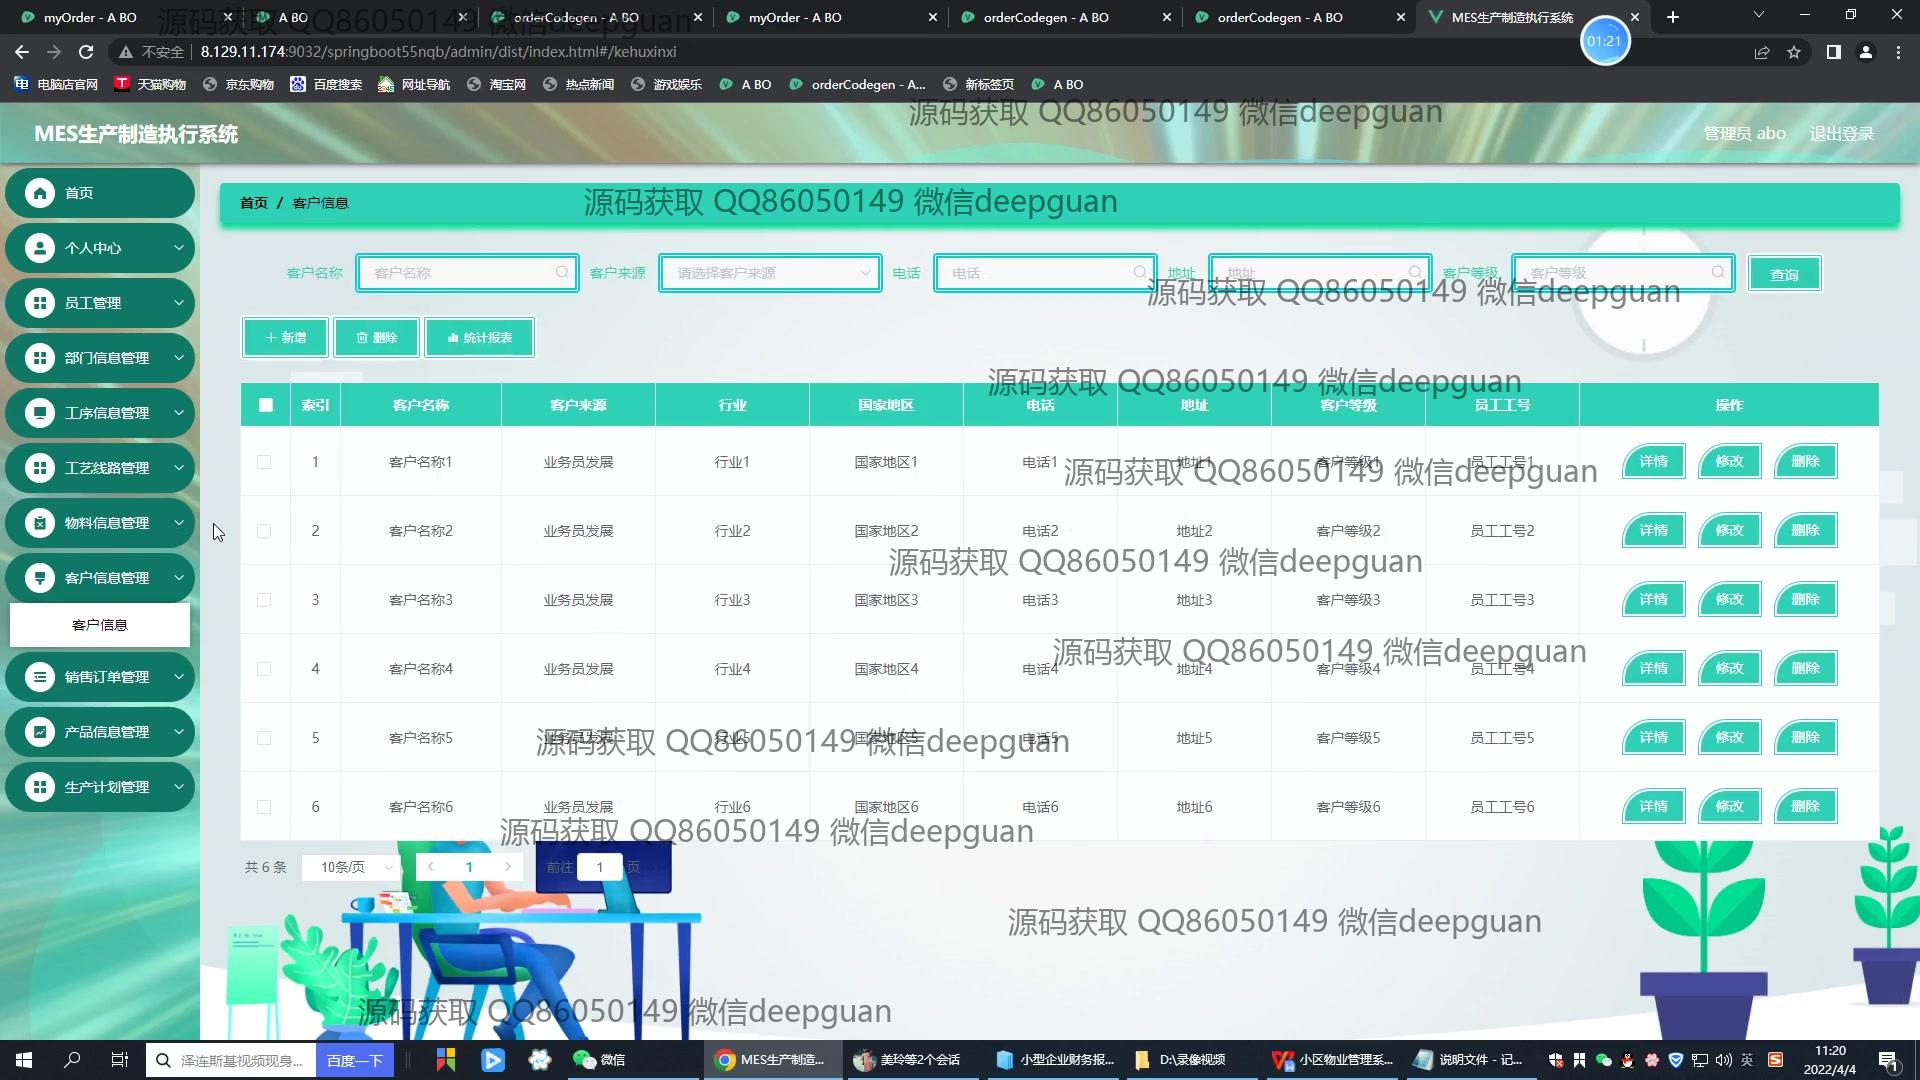 myOrder - A BO
A BO
orderCodegen - A BO
myOrder - A BO
orderCodegen - A BO
orderCodegen - A BO
MES生产制造执行系统
01:21
不安全 8.129.11.174:9032/springboot55nqb/admin/dist/index.html#/kehuxinxi
电脑店官网 天猫购物 京东购物 百度搜索 网址导航 淘宝网 热点新闻 游戏娱乐 A BO orderCodegen - A... 新标签页 A BO
源码获取 QQ86050149 微信deepguan
MES生产制造执行系统
管理员 abo 退出登录
首页
个人中心
员工管理
部门信息管理
工序信息管理
工艺线路管理
物料信息管理
客户信息管理
客户信息
销售订单管理
产品信息管理
生产计划管理
首页 / 客户信息
源码获取 QQ86050149 微信deepguan
客户名称 客户名称 客户来源 请选择客户来源 电话 电话 地址 地址 客户等级 客户等级 查询
源码获取 QQ86050149 微信deepguan
新增 删除 统计报表
源码获取 QQ86050149 微信deepguan
索引 客户名称 客户来源 行业 国家地区 电话 地址 客户等级 员工工号 操作
1 客户名称1 业务员发展 行业1 国家地区1 电话1 地址1 客户等级1 员工工号1 详情 修改 删除
源码获取 QQ86050149 微信deepguan
2 客户名称2 业务员发展 行业2 国家地区2 电话2 地址2 客户等级2 员工工号2 详情 修改 删除
源码获取 QQ86050149 微信deepguan
3 客户名称3 业务员发展 行业3 国家地区3 电话3 地址3 客户等级3 员工工号3 详情 修改 删除
源码获取 QQ86050149 微信deepguan
4 客户名称4 业务员发展 行业4 国家地区4 电话4 地址4 客户等级4 员工工号4 详情 修改 删除
5 客户名称5 业务员发展 行业5 国家地区5 电话5 地址5 客户等级5 员工工号5 详情 修改 删除
源码获取 QQ86050149 微信deepguan
6 客户名称6 业务员发展 行业6 国家地区6 电话6 地址6 客户等级6 员工工号6 详情 修改 删除
源码获取 QQ86050149 微信deepguan
共 6 条 10条/页 1 前往 1 页
源码获取 QQ86050149 微信deepguan
源码获取 QQ86050149 微信deepguan
泽连斯基视频现身... 百度一下 微信 MES生产制造... 美玲等2个会话 小型企业财务报... D:\录像视频 小区物业管理系... 说明文件 - 记... 英
11:20
2022/4/4
1